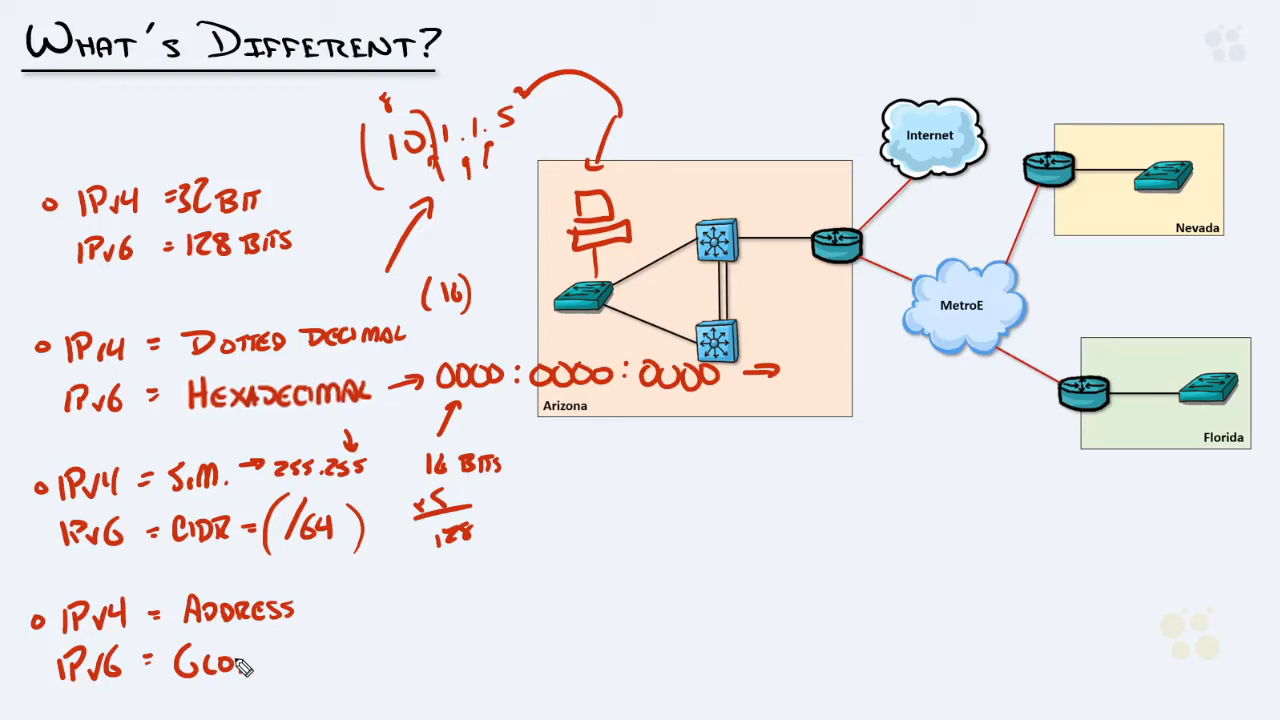 WHAT'S DIFFERENT?
(10).1.1.5
8
IPv4 = 32 BIT
IPv6 = 128 BITS
(16)
IPv4 = DOTTED DECIMAL
IPv6 = HEXADECIMAL → 0000:0000:0000 →
IPv4 = S.M. → 255.255
16 BITS
IPv6 = CIDR = (/64)
128
IPv4 = ADDRESS
IPv6 = GLO
Internet
Nevada
MetroE
Arizona
Florida